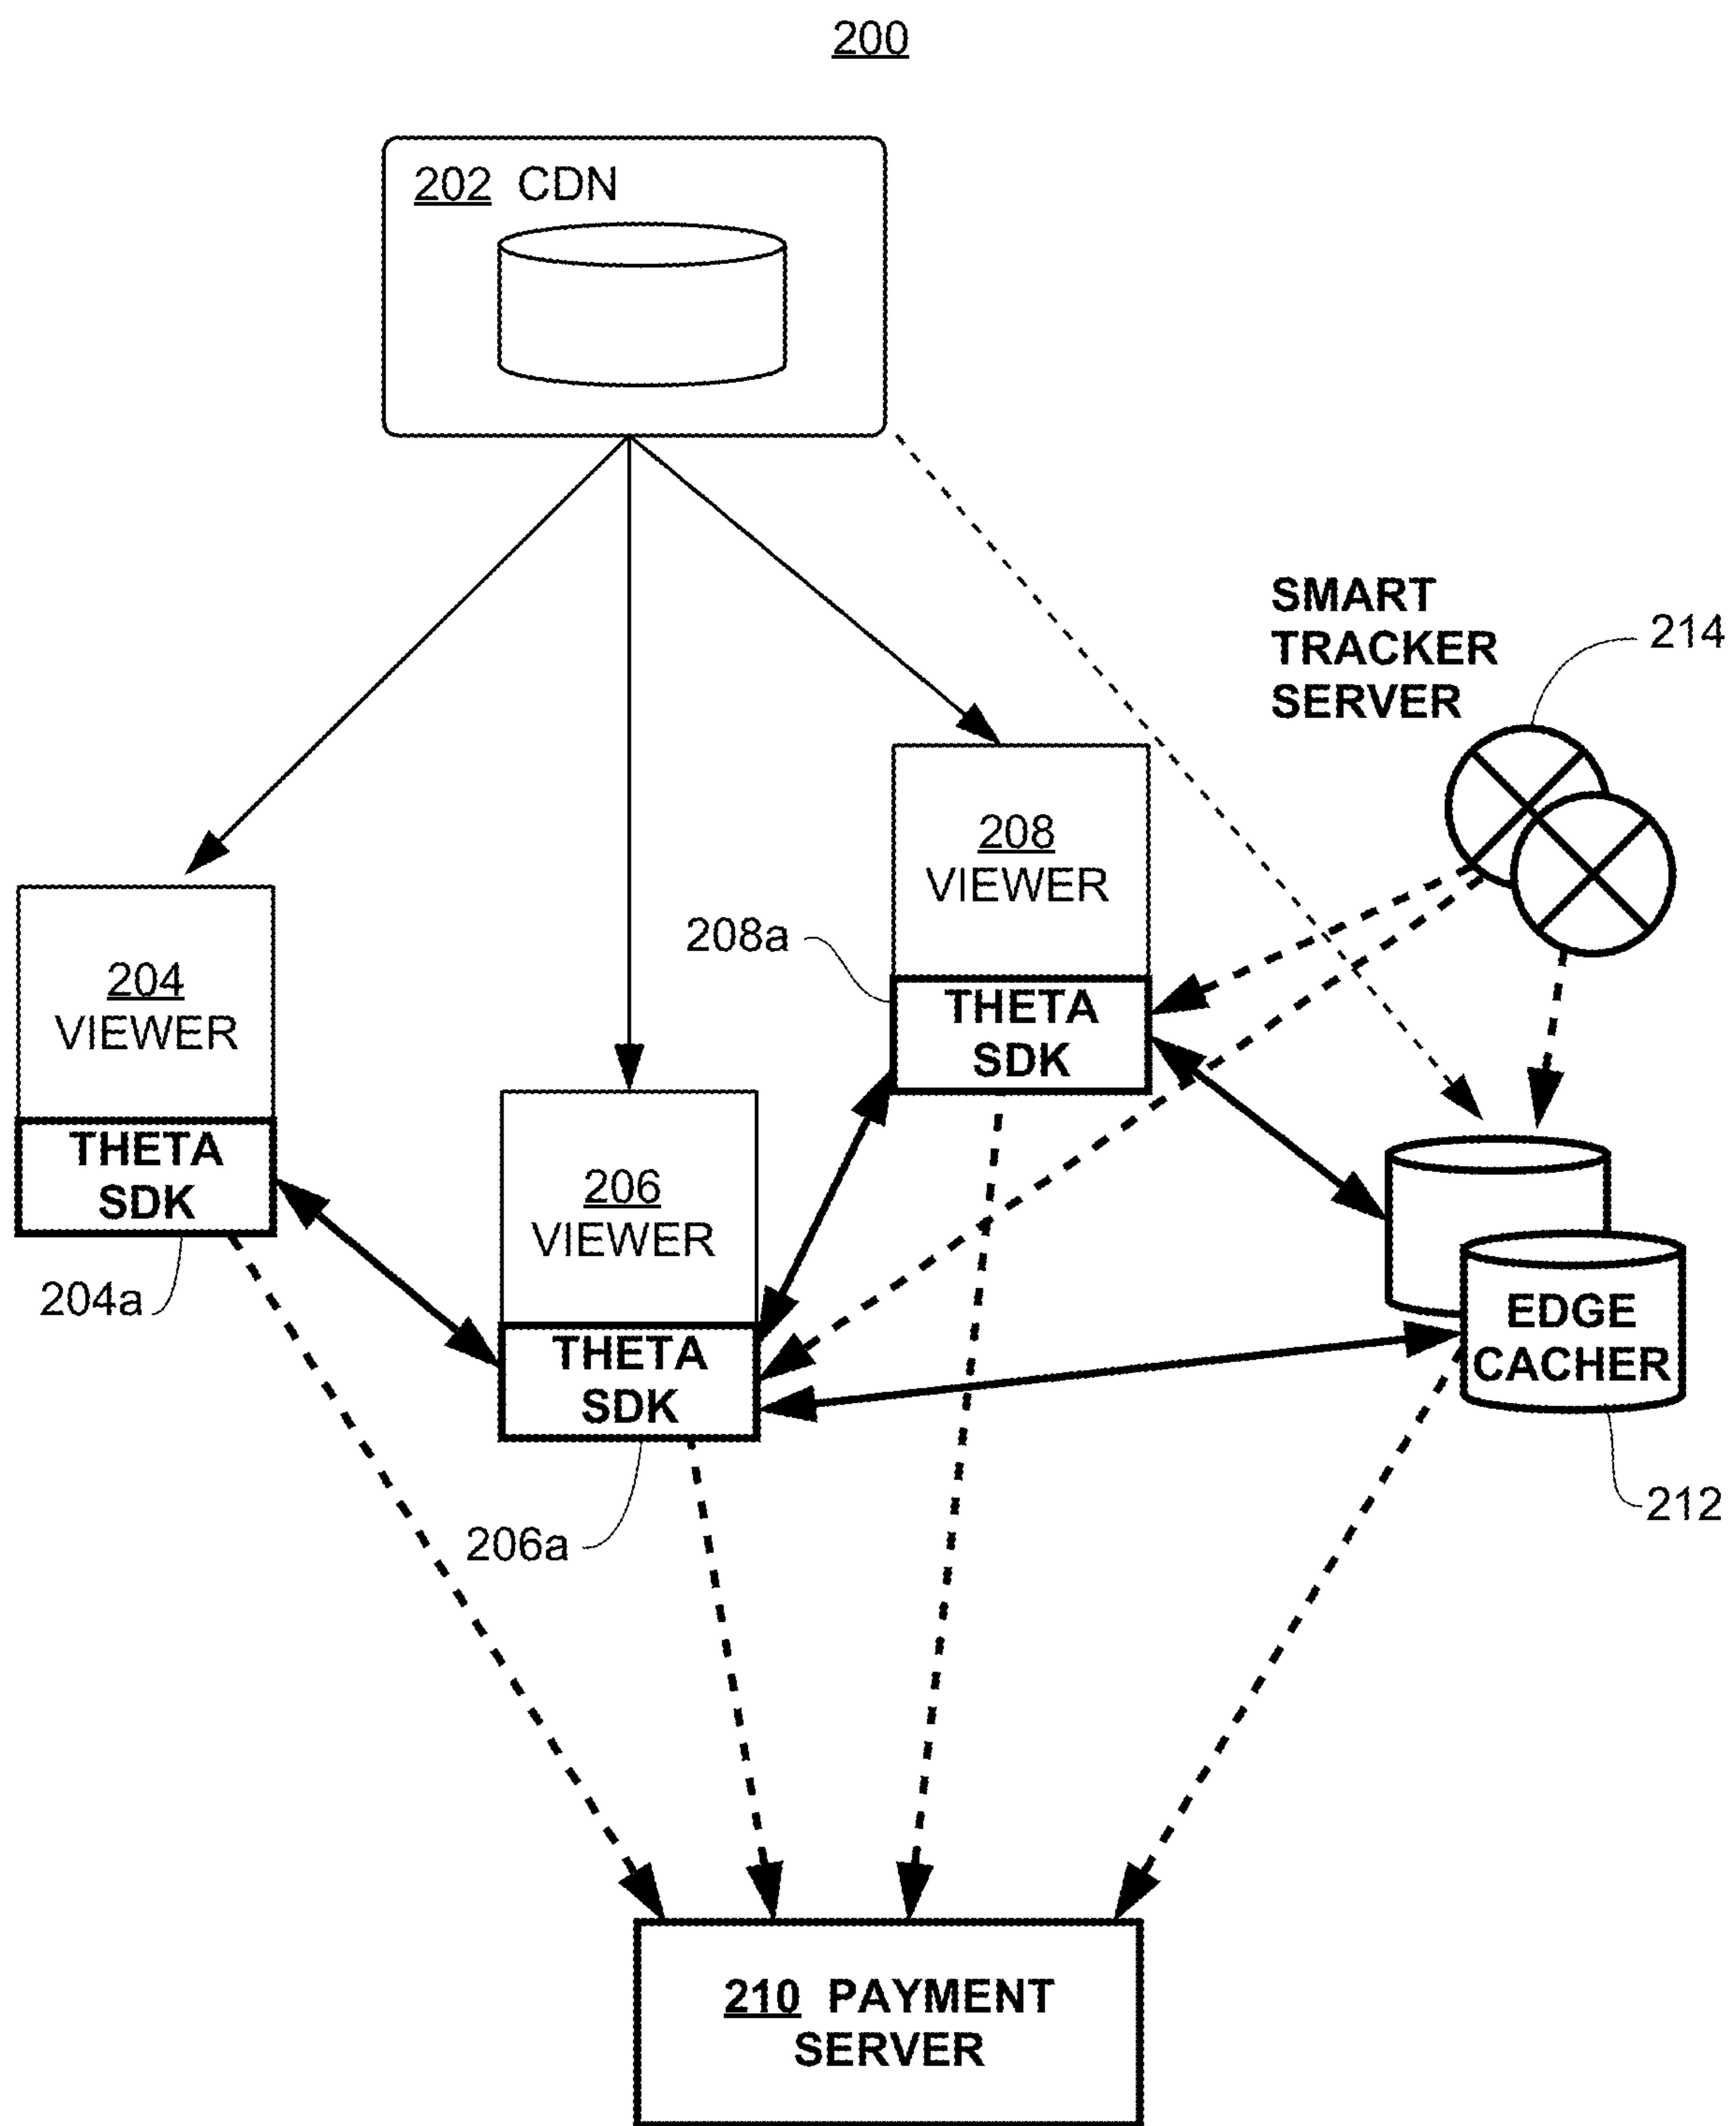 200
202 CDN
SMART
TRACKER
SERVER
214
208
VIEWER
208a
THETA
SDK
204
VIEWER
THETA
SDK
204a
206
VIEWER
THETA
SDK
206a
EDGE
CACHER
212
210 PAYMENT
SERVER